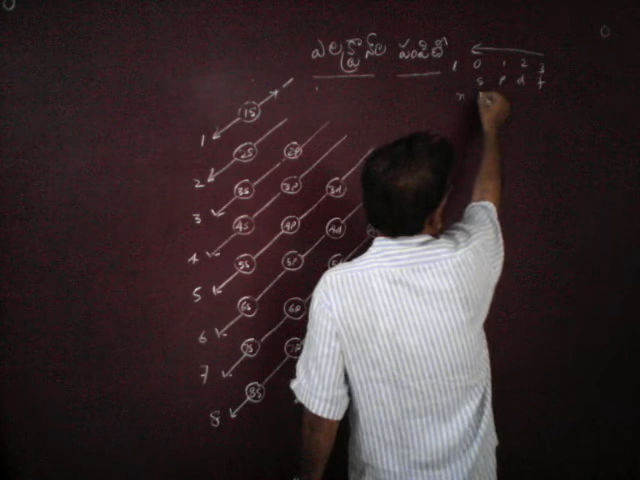 ఎలక్ట్రాన్‌ల పంపిణీ
l 0 1 2 3
s p d f
n
1 1s
2 2s 2p
3 3s 3p 3d
4 4s 4p 4d
5 5s 5p
6 6s 6p
7 7s 7p
8 8s